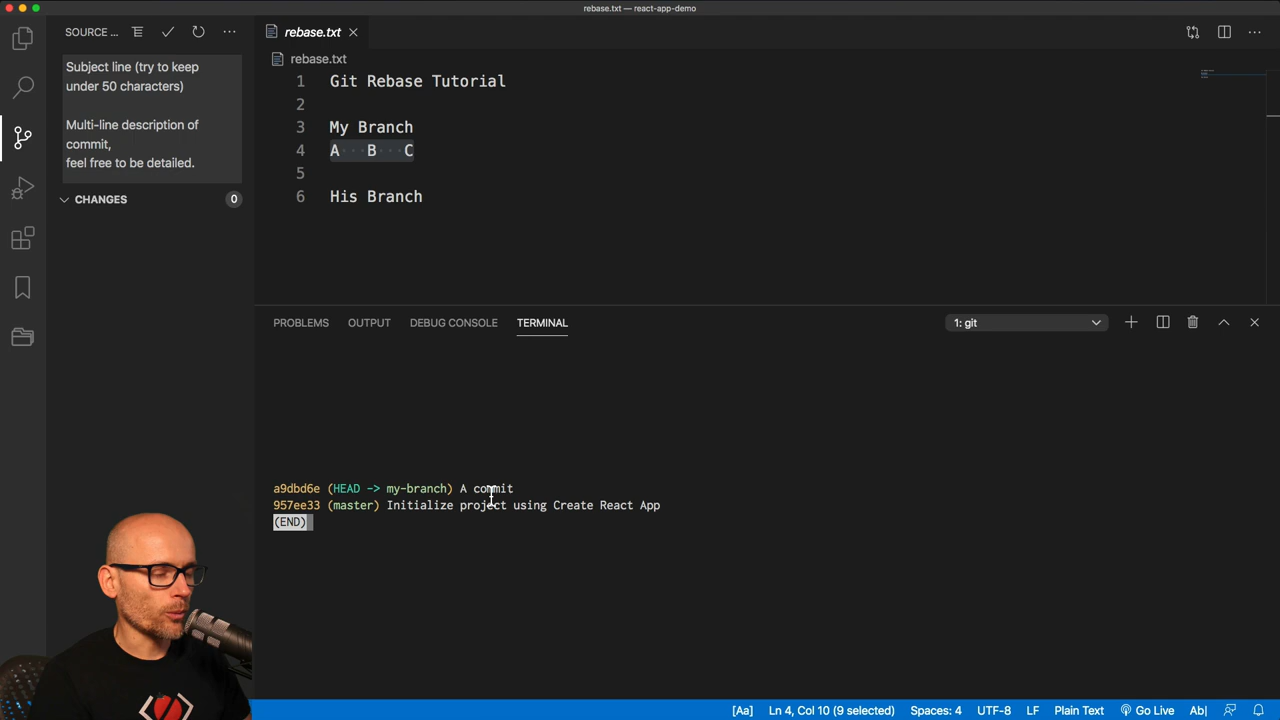 rebase.txt — react-app-demo
SOURCE ...
rebase.txt
rebase.txt
Subject line (try to keep
under 50 characters)
Multi-line description of
commit,
feel free to be detailed.
CHANGES 0
1 Git Rebase Tutorial
2
3 My Branch
4 A···B···C
5
6 His Branch
PROBLEMS OUTPUT DEBUG CONSOLE TERMINAL 1: git
a9dbd6e (HEAD -> my-branch) A commit
957ee33 (master) Initialize project using Create React App
(END)
[Aa] Ln 4, Col 10 (9 selected) Spaces: 4 UTF-8 LF Plain Text Go Live Ab|